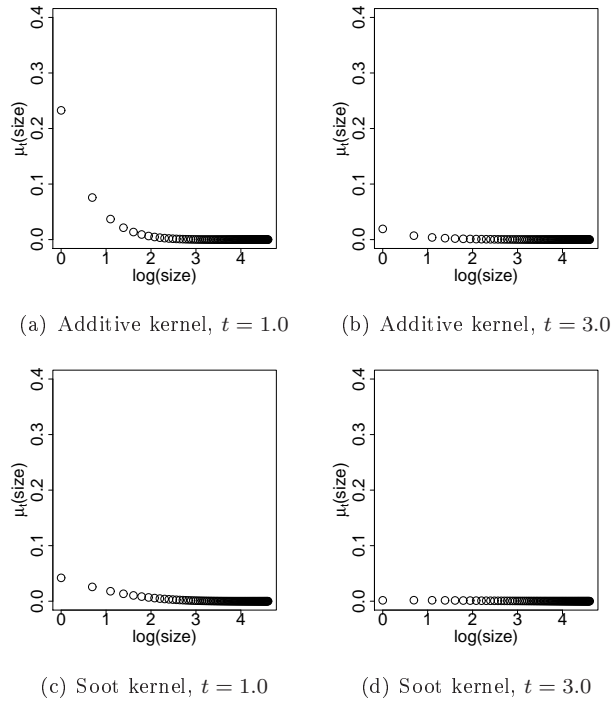 0.4
0.3
0.2
0.1
0.0
μt(size)
0 1 2 3 4
log(size)
(a) Additive kernel, t = 1.0
0.4
0.3
0.2
0.1
0.0
μt(size)
0 1 2 3 4
log(size)
(b) Additive kernel, t = 3.0
0.4
0.3
0.2
0.1
0.0
μt(size)
0 1 2 3 4
log(size)
(c) Soot kernel, t = 1.0
0.4
0.3
0.2
0.1
0.0
μt(size)
0 1 2 3 4
log(size)
(d) Soot kernel, t = 3.0